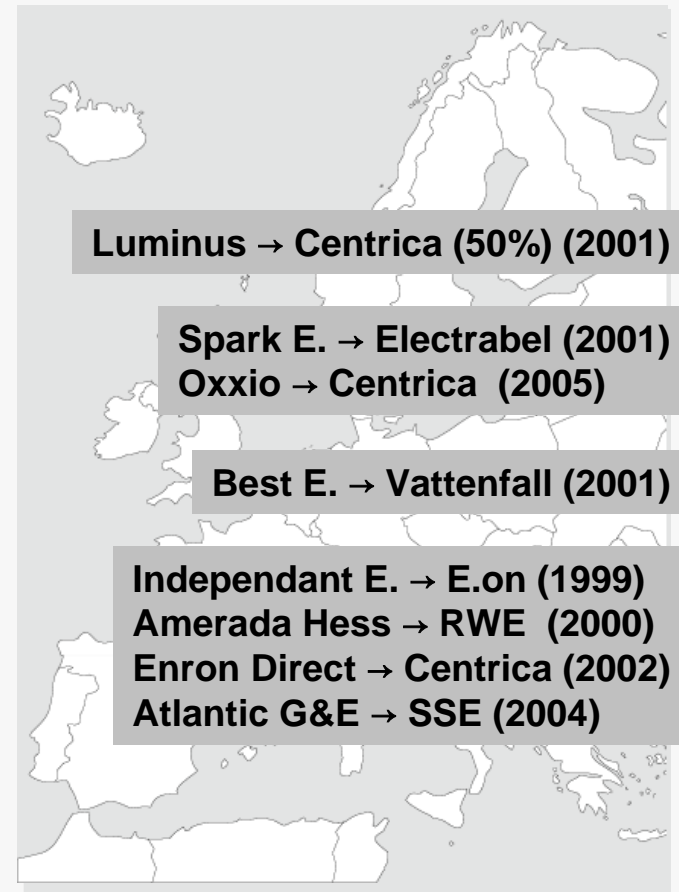 Luminus → Centrica (50%) (2001)
Spark E. → Electrabel (2001)
Oxxio → Centrica (2005)
Best E. → Vattenfall (2001)
Independant E. → E.on (1999)
Amerada Hess → RWE (2000)
Enron Direct → Centrica (2002)
Atlantic G&E → SSE (2004)